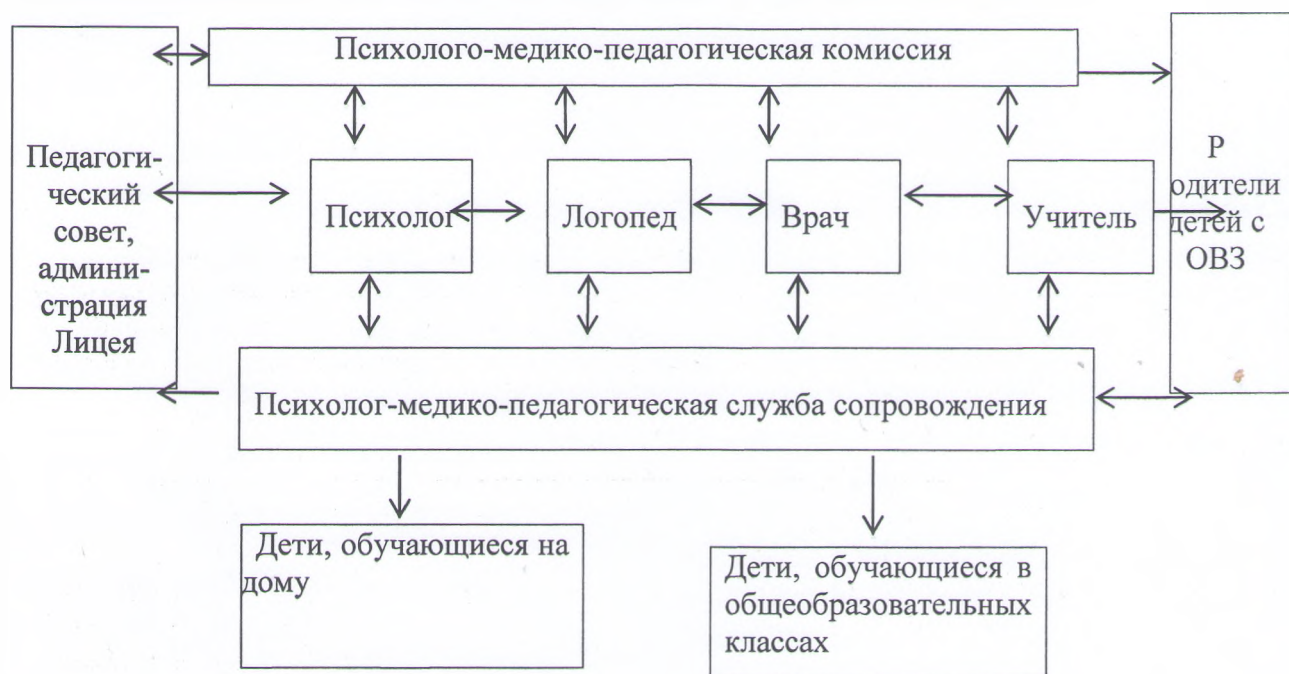 Психолого-медико-педагогическая комиссия
Педагоги-
ческий
совет,
админи-
страция
Лицея
Психолог
Логопед
Врач
Учитель
Р
одители
детей с
ОВЗ
Психолог-медико-педагогическая служба сопровождения
Дети, обучающиеся на
дому
Дети, обучающиеся в
общеобразовательных
классах